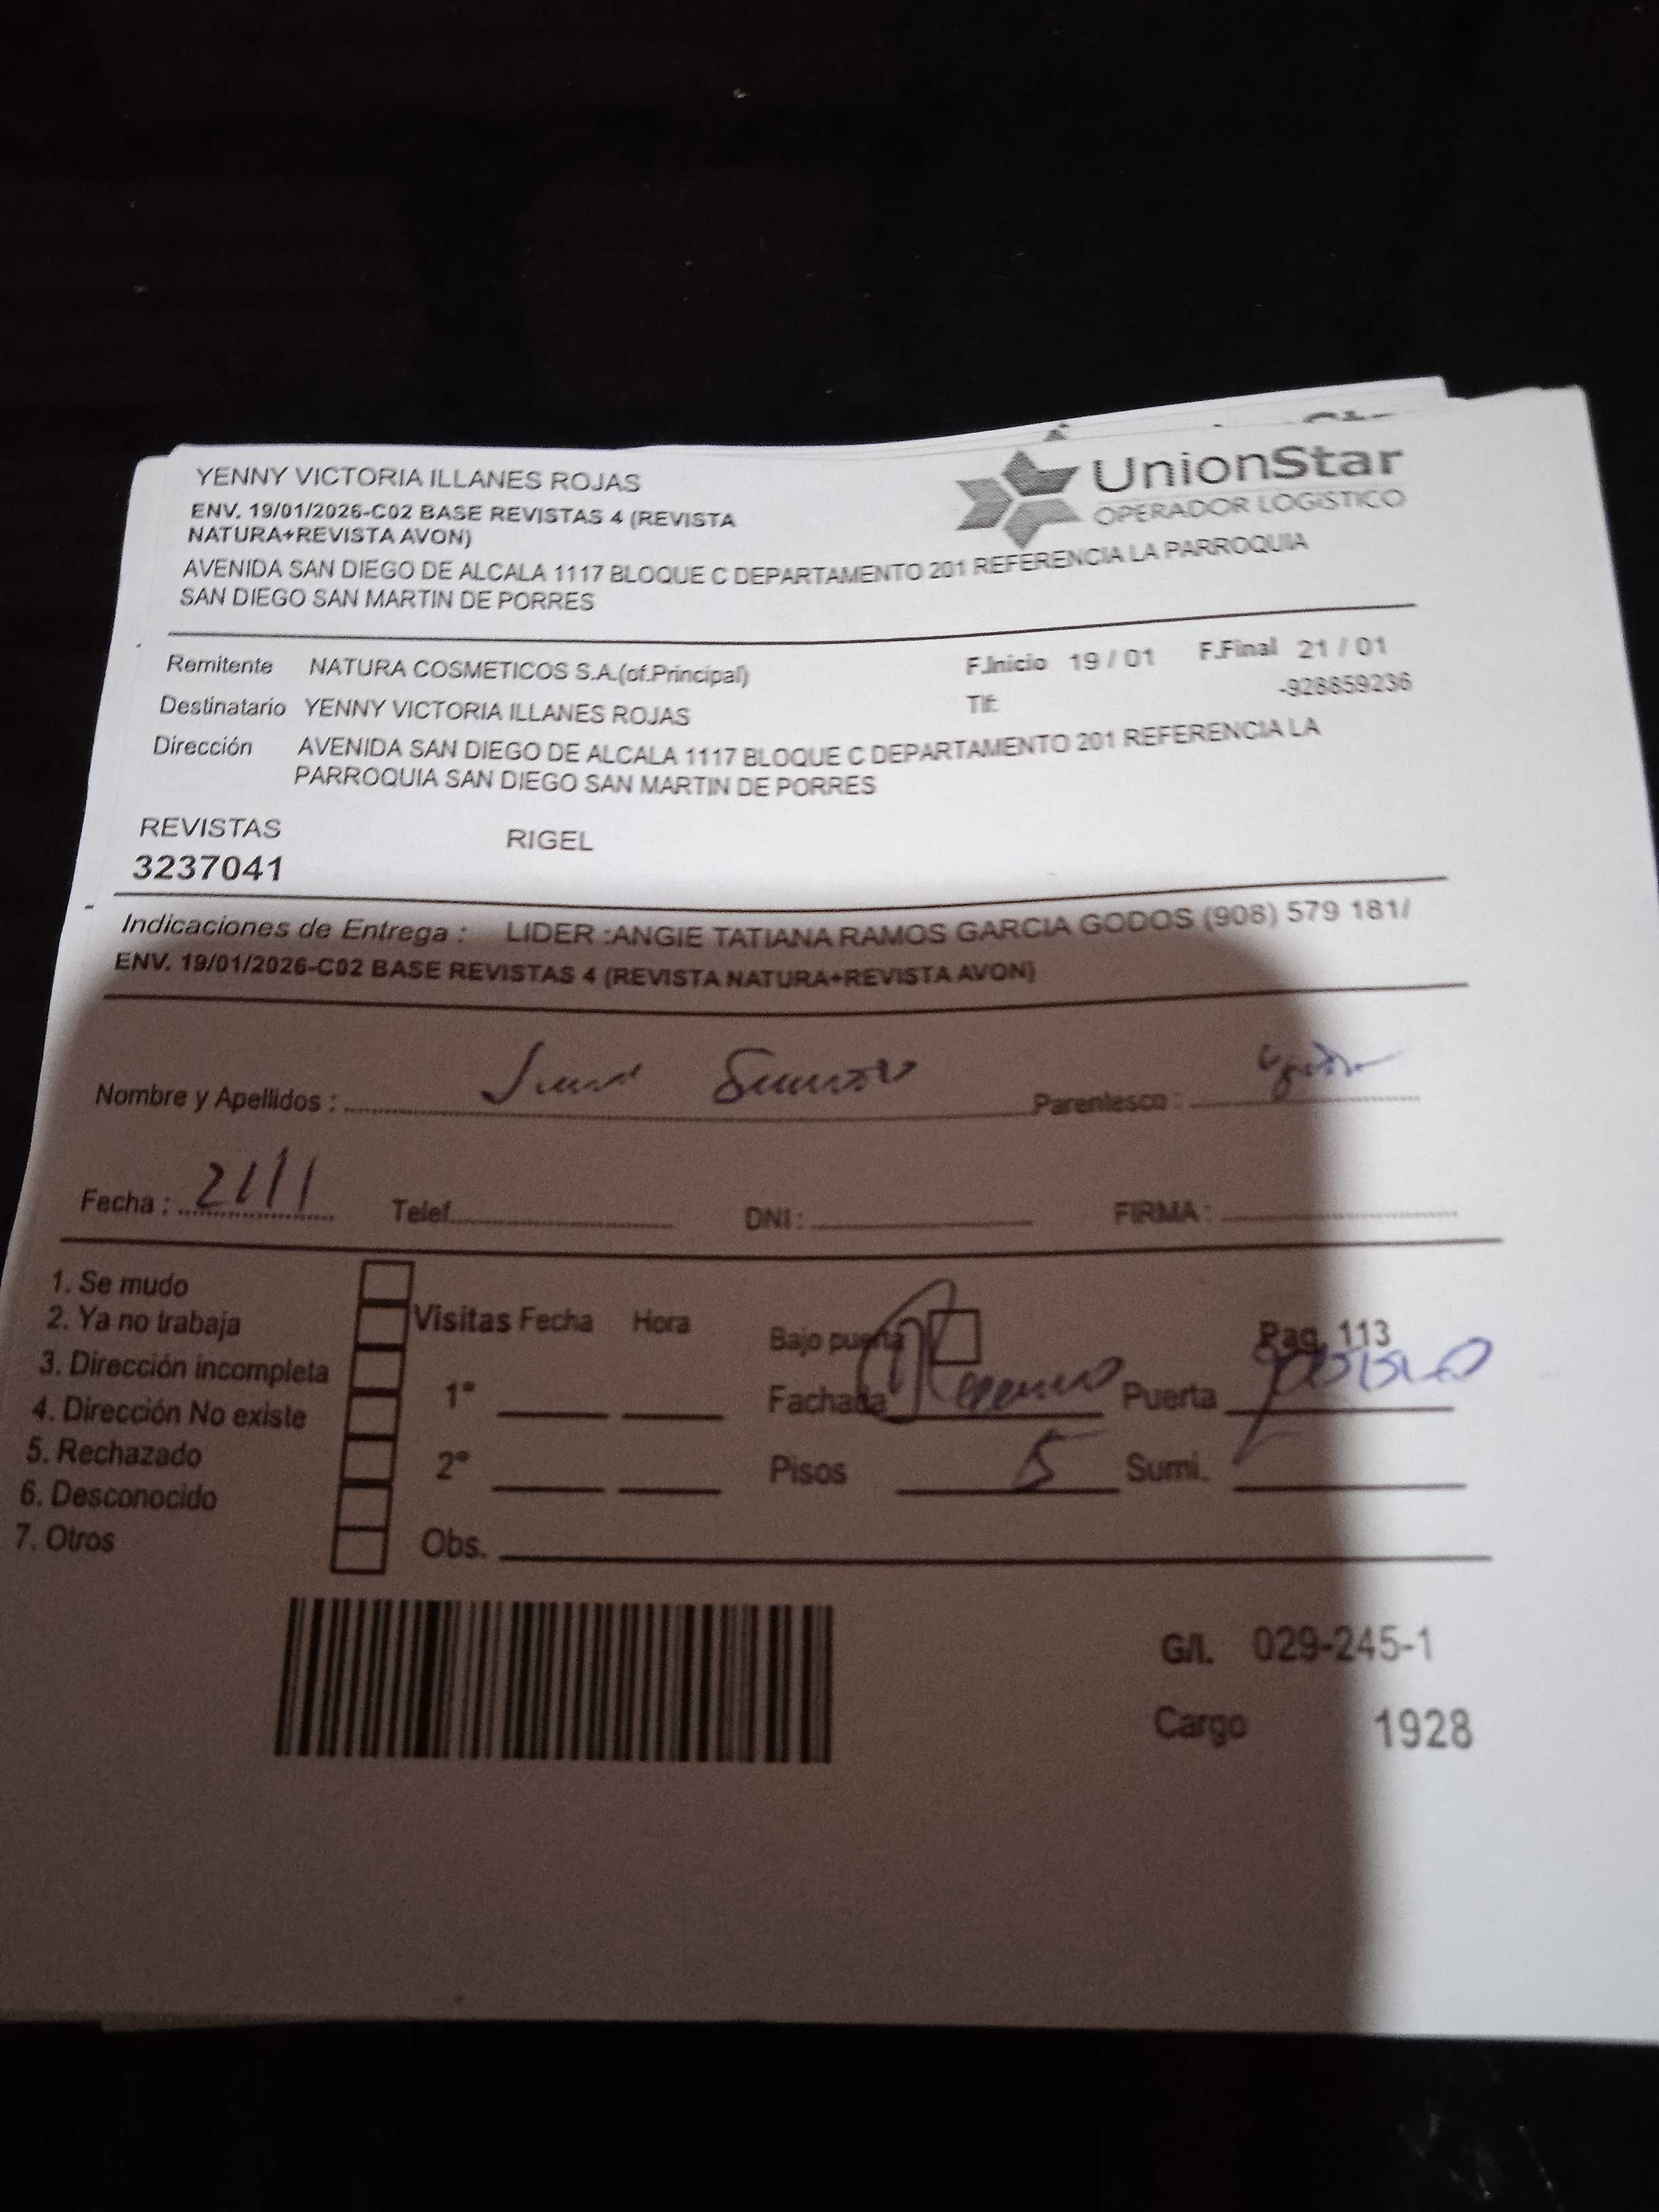 YENNY VICTORIA ILLANES ROJAS
UnionStar
OPERADOR LOGISTICO
ENV. 19/01/2026-C02 BASE REVISTAS 4 (REVISTA
NATURA+REVISTA AVON)
AVENIDA SAN DIEGO DE ALCALA 1117 BLOQUE C DEPARTAMENTO 201 REFERENCIA LA PARROQUIA
SAN DIEGO SAN MARTIN DE PORRES
Remitente NATURA COSMETICOS S.A.(of.Principal) F.Inicio 19 / 01 F.Final 21 / 01
Destinatario YENNY VICTORIA ILLANES ROJAS Tlf: -928859236
Dirección AVENIDA SAN DIEGO DE ALCALA 1117 BLOQUE C DEPARTAMENTO 201 REFERENCIA LA
PARROQUIA SAN DIEGO SAN MARTIN DE PORRES
REVISTAS RIGEL
3237041
Indicaciones de Entrega : LIDER :ANGIE TATIANA RAMOS GARCIA GODOS (908) 579 181/
ENV. 19/01/2026-C02 BASE REVISTAS 4 (REVISTA NATURA+REVISTA AVON)
Nombre y Apellidos : Parentesco :
Fecha : 21/1 Telef. DNI : FIRMA :
1. Se mudo
2. Ya no trabaja Visitas Fecha Hora Bajo puerta Pag. 113
3. Dirección incompleta
4. Dirección No existe 1° Fachada Puerta
5. Rechazado 2° Pisos 5 Sumi.
6. Desconocido
7. Otros Obs.
G/I. 029-245-1
Cargo 1928